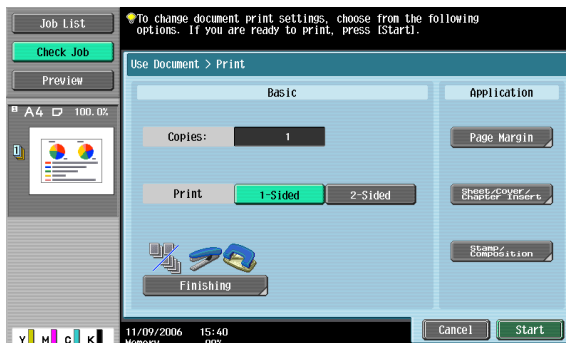 Job List
Check Job
Preview
A4 100.0%
1
To change document print settings, choose from the following
options. If you are ready to print, press [Start].
Use Document > Print
Basic
Copies: 1
Print 1-Sided 2-Sided
Finishing
Application
Page Margin
Sheet/Cover/
Chapter Insert
Stamp/
Composition
Y M C K
11/09/2006 15:40
Memory
Cancel Start